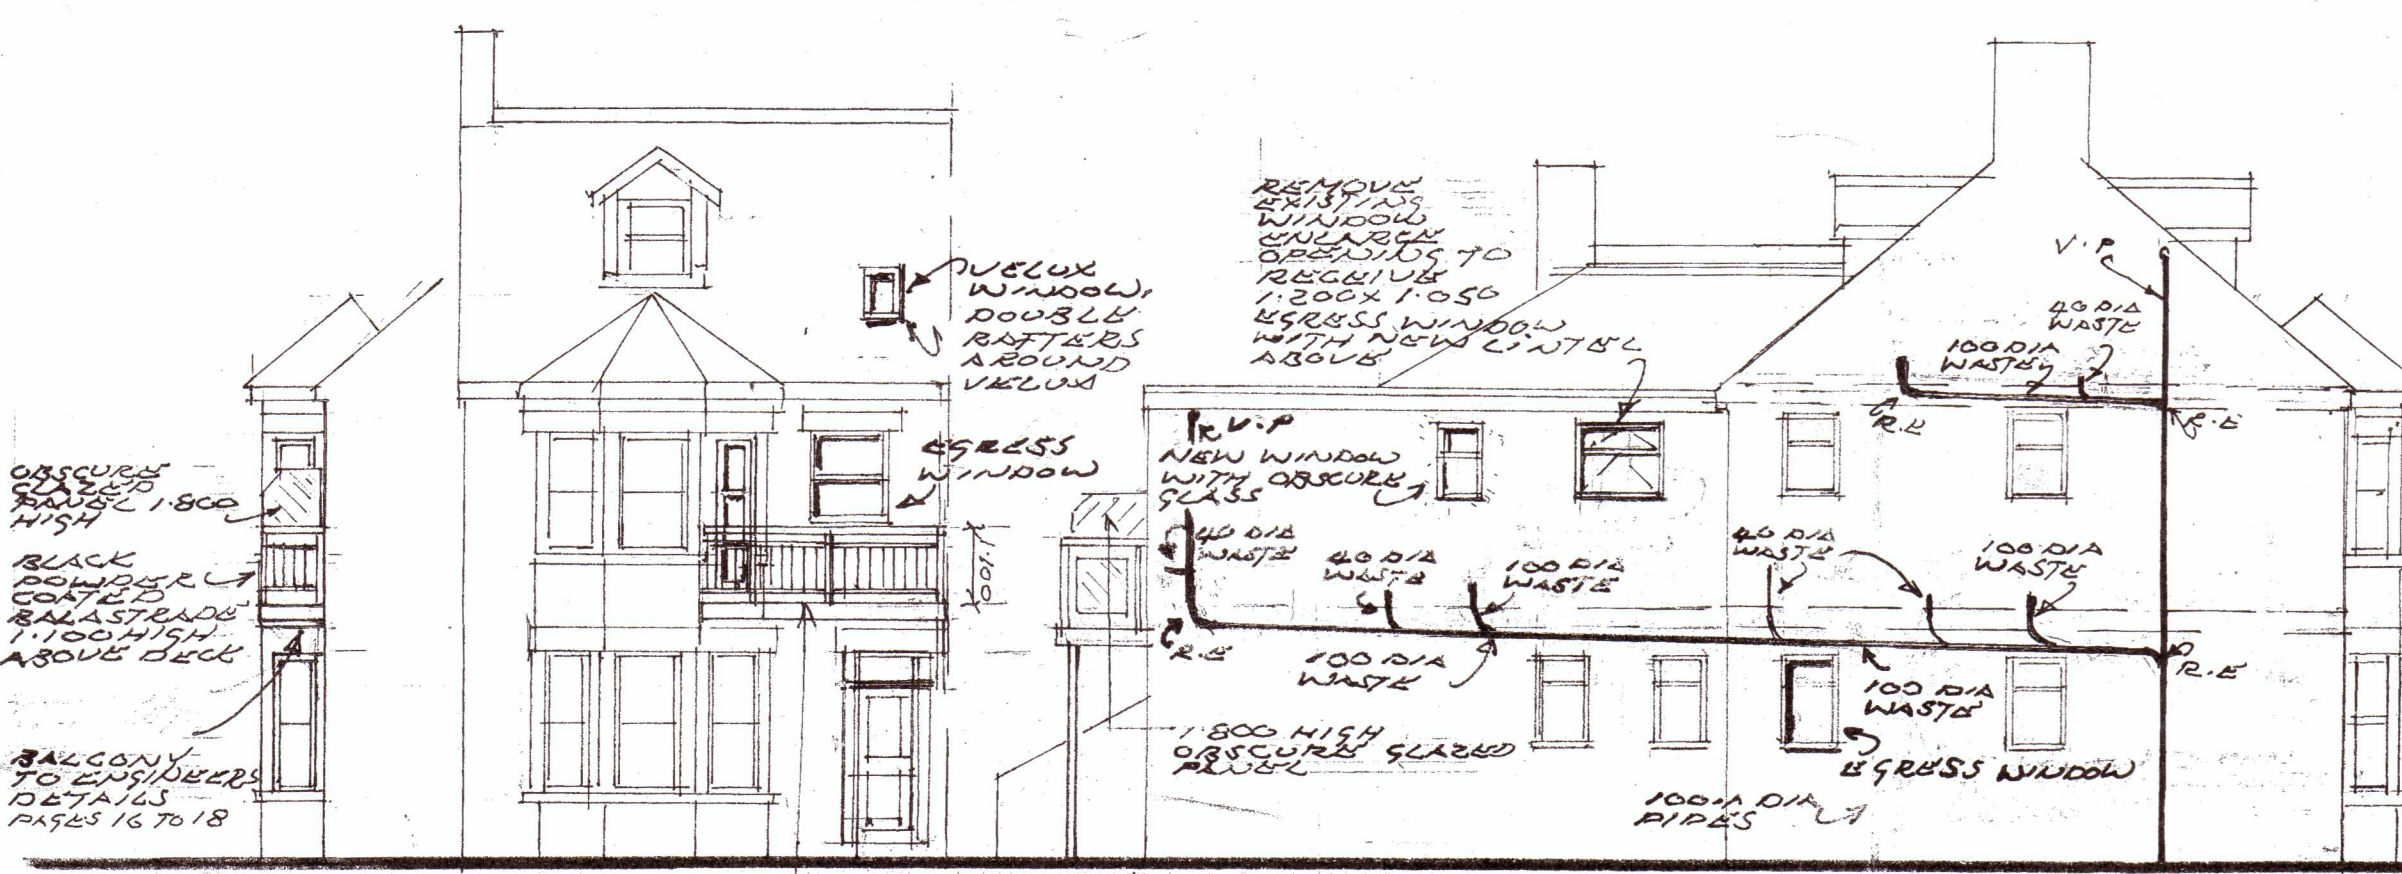 OBSCURE
GLAZED
PANEL 1.800
HIGH
BLACK
POWDER
COATED
BALASTRADE
1.100 HIGH
ABOVE DECK
BALCONY
TO ENGINEERS
DETAILS
PAGES 16 TO 18
VELUX
WINDOW,
DOUBLE
RAFTERS
AROUND
VELUX
EGRESS
WINDOW
1.100
REMOVE
EXISTING
WINDOW
ENLARGE
OPENING TO
RECEIVE
1.200 X 1.050
EGRESS WINDOW
WITH NEW LINTEL
ABOVE
V.P
NEW WINDOW
WITH OBSCURE
GLASS
40 DIA
WASTE
R.E
40 DIA
WASTE
100 DIA
WASTE
100 DIA
WASTE
1.800 HIGH
OBSCURE GLAZED
PANEL
V.P
40 DIA
WASTE
100 DIA
WASTE
R.E
R.E
40 DIA
WASTE
100 DIA
WASTE
100 DIA
WASTE
R.E
EGRESS WINDOW
DIA
PIPES